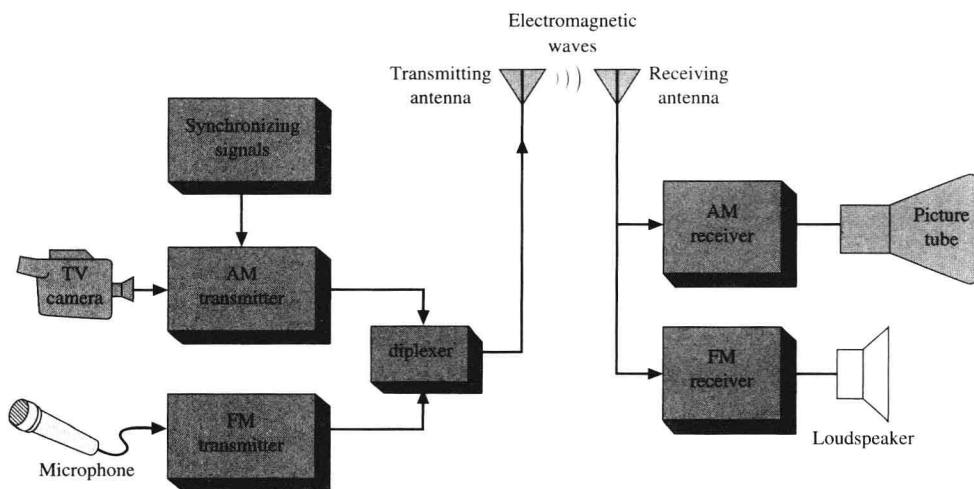 Electromagnetic
waves
Transmitting
antenna
Receiving
antenna
Synchronizing
signals
AM
receiver
Picture
tube
TV
camera
AM
transmitter
diplexer
FM
receiver
FM
transmitter
Microphone
Loudspeaker